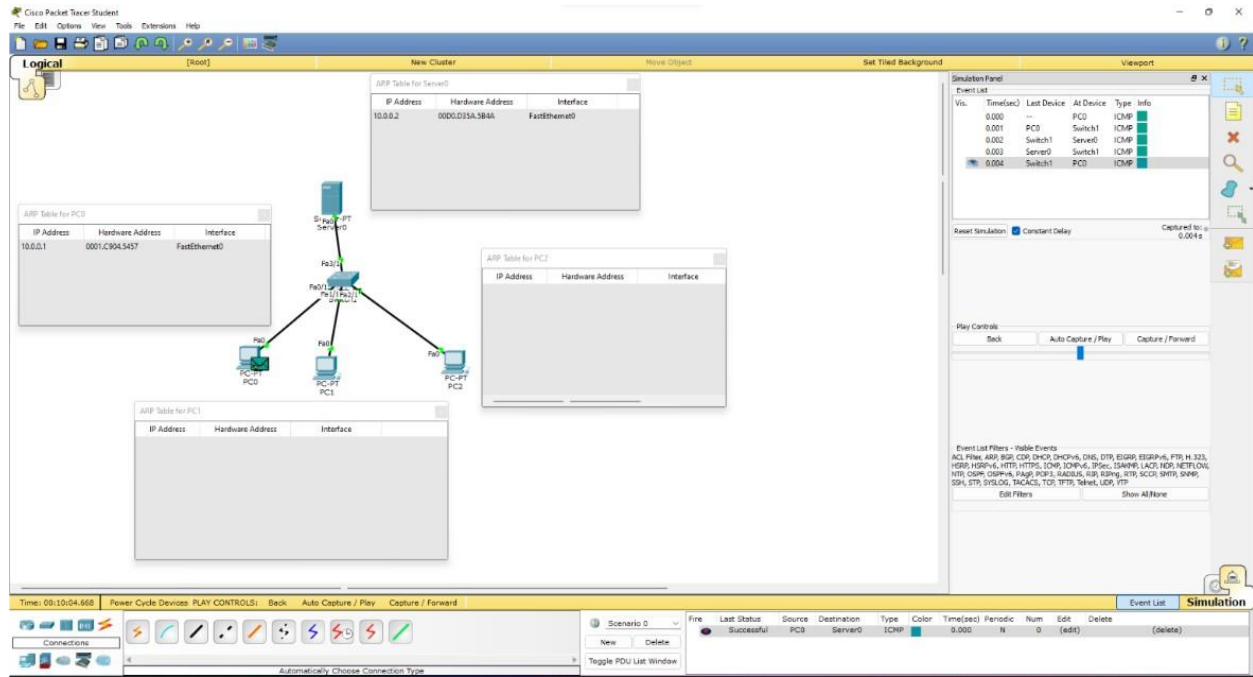 Cisco Packet Tracer Student
File Edit Options View Tools Extensions Help
Logical [Root] New Cluster Move Object Set Tiled Background Viewport
ARP Table for Server0
IP Address Hardware Address Interface
10.0.0.2 00D0.D35A.5B4A FastEthernet0
Server0
ARP Table for PC0
IP Address Hardware Address Interface
10.0.0.1 0001.C904.5457 FastEthernet0
Fa3/1
Fa0/1
Fa1/1 Fa2/1
Fa0
Fa0
Fa0
PC-PT
PC0
PC-PT
PC1
PC-PT
PC2
ARP Table for PC2
IP Address Hardware Address Interface
ARP Table for PC1
IP Address Hardware Address Interface
Simulation Panel
Event List
Vis. Time(sec) Last Device At Device Type Info
0.000 -- PC0 ICMP
0.001 PC0 Switch1 ICMP
0.002 Switch1 Server0 ICMP
0.003 Server0 Switch1 ICMP
0.004 Switch1 PC0 ICMP
Reset Simulation Constant Delay Captured to:
0.004 s
Play Controls
Back Auto Capture / Play Capture / Forward
Event List Filters - Visible Events
ACL Filter, ARP, BGP, CDP, DHCP, DHCPv6, DNS, DTP, EIGRP, EIGRPv6, FTP, H.323,
HSRP, HSRPv6, HTTP, HTTPS, ICMP, ICMPv6, IPSec, ISAKMP, LACP, NDP, NETFLOW,
NTP, OSPF, OSPFv6, PAgP, POP3, RADIUS, RIP, RIPng, RTP, SCCP, SMTP, SNMP,
SSH, STP, SYSLOG, TACACS, TCP, TFTP, Telnet, UDP, VTP
Edit Filters Show All/None
Time: 00:10:04.668 Power Cycle Devices PLAY CONTROLS: Back Auto Capture / Play Capture / Forward
Event List Simulation
Connections
Automatically Choose Connection Type
Scenario 0
New Delete
Toggle PDU List Window
Fire Last Status Source Destination Type Color Time(sec) Periodic Num Edit Delete
Successful PC0 Server0 ICMP 0.000 N 0 (edit) (delete)